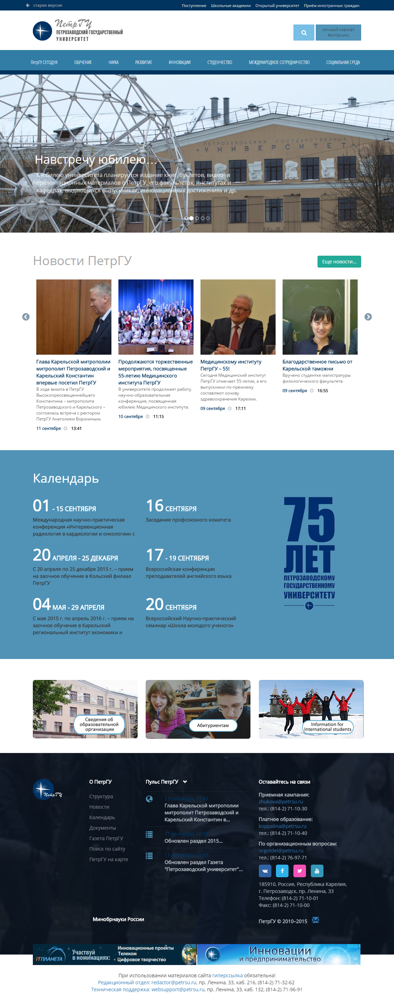 старая версия
Поступление Школьные академии Открытый университет Приём иностранных граждан
ПетрГУ
ПЕТРОЗАВОДСКИЙ ГОСУДАРСТВЕННЫЙ
УНИВЕРСИТЕТ
ЛИЧНЫЙ КАБИНЕТ
ВЫХОД (alik)
ПетрГУ СЕГОДНЯ ОБУЧЕНИЕ НАУКА РАЗВИТИЕ ИННОВАЦИИ СТУДЕНЧЕСТВО МЕЖДУНАРОДНОЕ СОТРУДНИЧЕСТВО СОЦИАЛЬНАЯ СРЕДА
ПЕТРОЗАВОДСКИЙ ГОСУДАРСТВЕННЫЙ
УНИВЕРСИТЕТ
Навстречу юбилею...
К юбилею университета планируется издание книг, буклетов, видео- и
презентационных материалов о ПетрГУ, его факультетах, институтах и
кафедрах, выдающихся выпускниках, инновационных достижениях и др.
Новости ПетрГУ
Еще новости...
Глава Карельской митрополии
митрополит Петрозаводский и
Карельский Константин
впервые посетил ПетрГУ
В ходе визита в ПетрГУ
Высокопреосвященнейшего
Константина – митрополита
Петрозаводского и Карельского –
состоялась встреча с ректором
ПетрГУ Анатолием Ворониным.
11 сентября 13:41
Продолжаются торжественные
мероприятия, посвященные
55-летию Медицинского
института ПетрГУ
В университете продолжает работу
научно-образовательная
конференция, посвященная
юбилею Медицинского института.
10 сентября 11:15
Медицинскому институту
ПетрГУ – 55!
Сегодня Медицинский институт
ПетрГУ отмечает 55-летие, а его
выпускники по-прежнему
составляют основу
здравоохранения Карелии.
09 сентября 17:11
Благодарственное письмо от
Карельской таможни
Вручено студентке магистратуры
филологического факультета
09 сентября 16:55
Календарь
01 - 15 СЕНТЯБРЯ
Международная научно-практическая
конференция «Интервенционная
радиология в кардиологии и онкологии» с
16 СЕНТЯБРЯ
Заседание профсоюзного комитета
20 АПРЕЛЯ - 25 ДЕКАБРЯ
С 20 апреля по 25 декабря 2015 г. – прием
на заочное обучение в Кольский филиал
ПетрГУ
17 - 19 СЕНТЯБРЯ
Всероссийская конференция
преподавателей английского языка
04 МАЯ - 29 АПРЕЛЯ
С мая 2015 г. по апрель 2016 г. – прием на
заочное обучение в Карельский
региональный институт экономики и
20 СЕНТЯБРЯ
Всероссийский Научно-практический
семинар «Школа молодого ученого»
75
ЛЕТ
ПЕТРОЗАВОДСКОМУ
ГОСУДАРСТВЕННОМУ
УНИВЕРСИТЕТУ
Сведения об
образовательной
организации
Абитуриентам
Information for
International students
ПетрГУ
О ПетрГУ
Структура
Новости
Календарь
Документы
Газета ПетрГУ
Поиск по сайту
ПетрГУ на карте
Пульс ПетрГУ
11 сентября, 12:43
Глава Карельской митрополии
митрополит Петрозаводский и
Карельский Константин в...
11 сентября, 11:01
Обновлен раздел 2015...
11 сентября, 10:59
Обновлен раздел Газета
"Петрозаводский университет"...
Оставайтесь на связи
Приемная кампания:
zhukova@petrsu.ru
тел.: (814-2) 71-10-30
Платное образование:
koppalina@petrsu.ru
тел.: (814-2) 71-10-40
По организационным вопросам:
orgotdel@petrsu.ru
тел.: (814-2) 76-97-71
185910, Россия, Республика Карелия,
г. Петрозаводск, пр. Ленина, 33
Телефон: (814-2) 71-10-01
Факс: (814-2) 71-10-00
Минобрнауки России
ПетрГУ © 2010–2015
ITПЛАНЕТА
Участвуй
в номинациях:
Инновационные проекты
Телеком
Цифровое творчество
Инновации
и предпринимательство
При использовании материалов сайта гиперссылка обязательна!
Редакционный отдел: redactor@petrsu.ru, пр. Ленина, 33, каб. 216, (814-2) 71-32-62
Техническая поддержка: websupport@petrsu.ru, пр. Ленина, 33, каб. 132, (814-2) 71-96-91